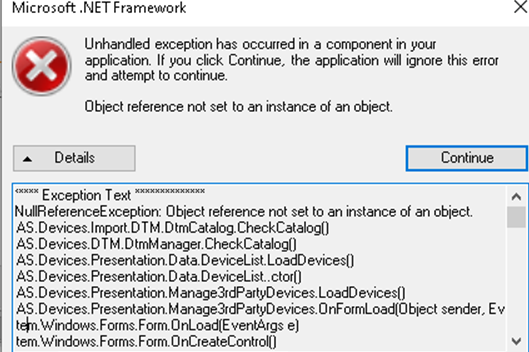 Microsoft .NET Framework
Unhandled exception has occurred in a component in your
application. If you click Continue, the application will ignore this error
and attempt to continue.
Object reference not set to an instance of an object.
Details
Continue
**** Exception Text **************
NullReferenceException: Object reference not set to an instance of an object.
AS.Devices.Import.DTM.DtmCatalog.CheckCatalog()
AS.Devices.DTM.DtmManager.CheckCatalog()
AS.Devices.Presentation.Data.DeviceList.LoadDevices()
AS.Devices.Presentation.Data.DeviceList..ctor()
AS.Devices.Presentation.Manage3rdPartyDevices.LoadDevices()
AS.Devices.Presentation.Manage3rdPartyDevices.OnFormLoad(Object sender, Ev
tem.Windows.Forms.Form.OnLoad(EventArgs e)
tem.Windows.Forms.Form.OnCreateControl()